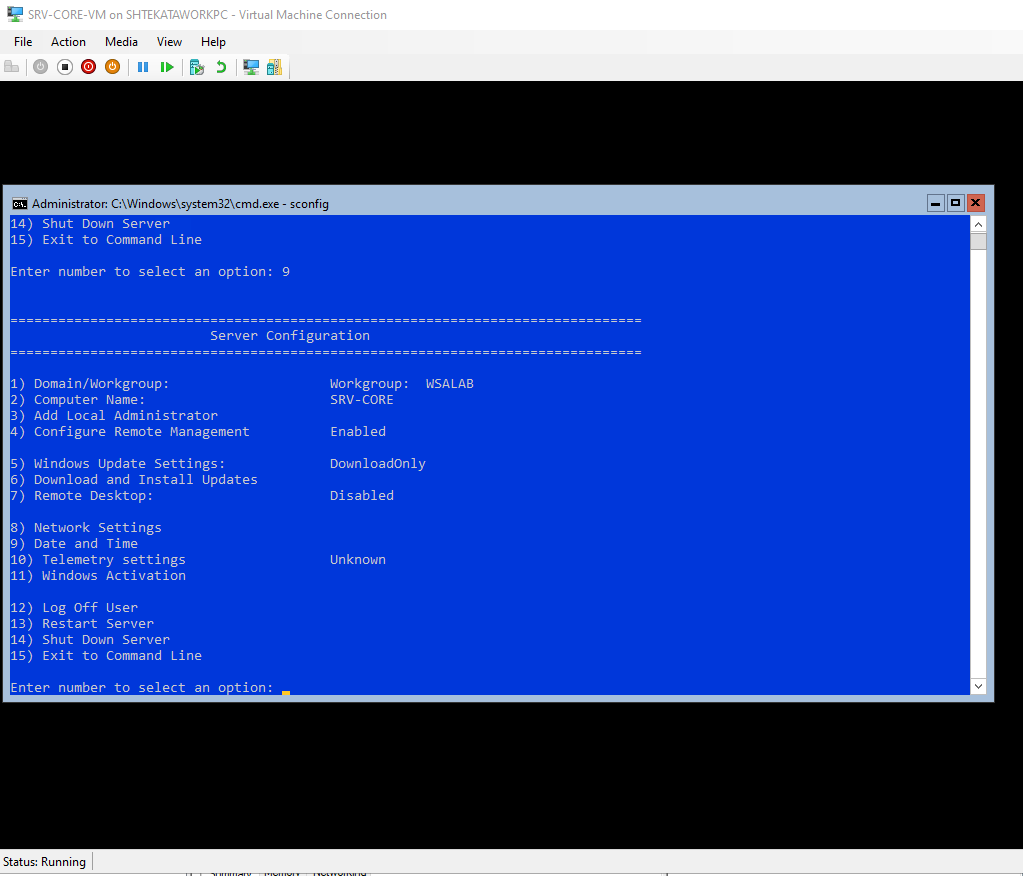 SRV-CORE-VM on SHTEKATAWORKPC - Virtual Machine Connection
File Action Media View Help
Administrator: C:\Windows\system32\cmd.exe - sconfig
14) Shut Down Server
15) Exit to Command Line
Enter number to select an option: 9
===============================================================================
Server Configuration
===============================================================================
1) Domain/Workgroup: Workgroup: WSALAB
2) Computer Name: SRV-CORE
3) Add Local Administrator
4) Configure Remote Management Enabled
5) Windows Update Settings: DownloadOnly
6) Download and Install Updates
7) Remote Desktop: Disabled
8) Network Settings
9) Date and Time
10) Telemetry settings Unknown
11) Windows Activation
12) Log Off User
13) Restart Server
14) Shut Down Server
15) Exit to Command Line
Enter number to select an option:
Status: Running
Summary Memory Networking